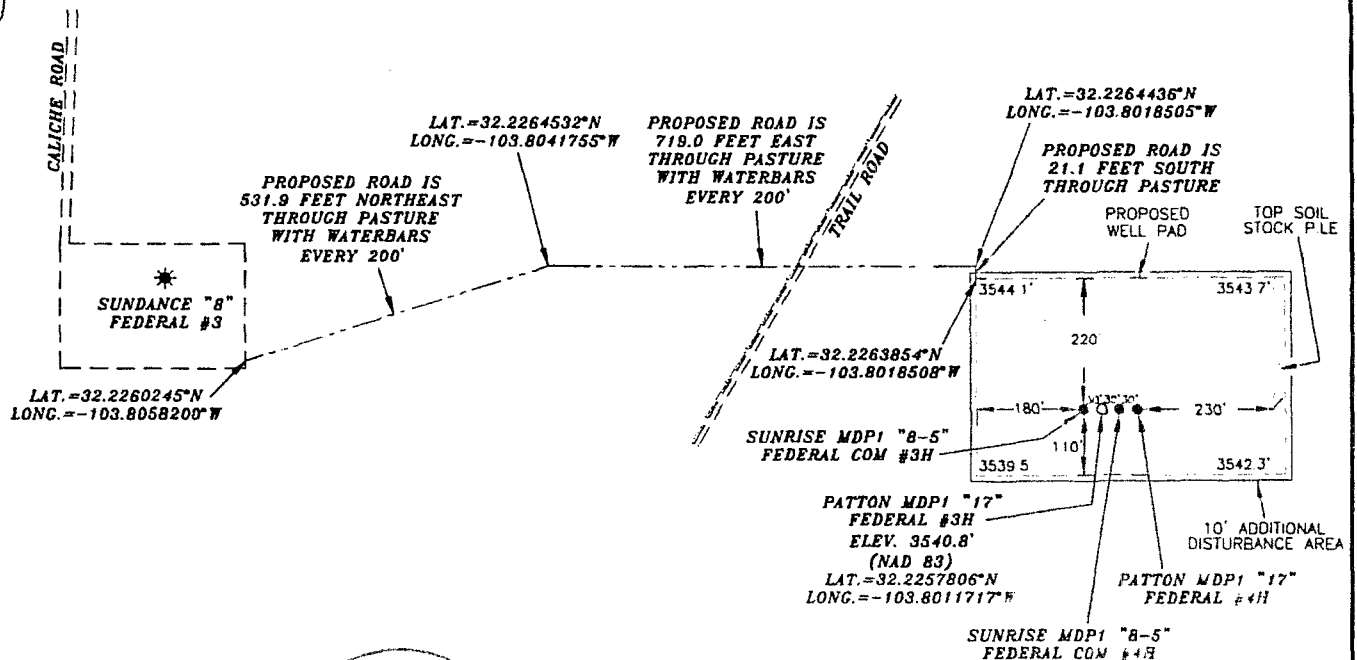 CALICHE ROAD
LAT.=32.2264532°N
LONG.=-103.8041755°W
PROPOSED ROAD IS
719.0 FEET EAST
THROUGH PASTURE
WITH WATERBARS
EVERY 200'
LAT.=32.2264436°N
LONG.=-103.8018505°W
PROPOSED ROAD IS
21.1 FEET SOUTH
THROUGH PASTURE
PROPOSED ROAD IS
531.9 FEET NORTHEAST
THROUGH PASTURE
WITH WATERBARS
EVERY 200'
TRAIL ROAD
PROPOSED
WELL PAD
TOP SOIL
STOCK PILE
SUNDANCE "8"
FEDERAL #3
3544.1'
3543.7'
220'
LAT.=32.2263854°N
LONG.=-103.8018508°W
LAT.=32.2260245°N
LONG.=-103.8058200°W
180'
30'
30'
230'
110'
SUNRISE MDP1 "8-5"
FEDERAL COM #3H
3539.5
3542.3'
PATTON MDP1 "17"
FEDERAL #3H
ELEV. 3540.8'
(NAD 83)
LAT.=32.2257806°N
LONG.=-103.8011717°W
10' ADDITIONAL
DISTURBANCE AREA
PATTON MDP1 "17"
FEDERAL #4H
SUNRISE MDP1 "8-5"
FEDERAL COM #4H